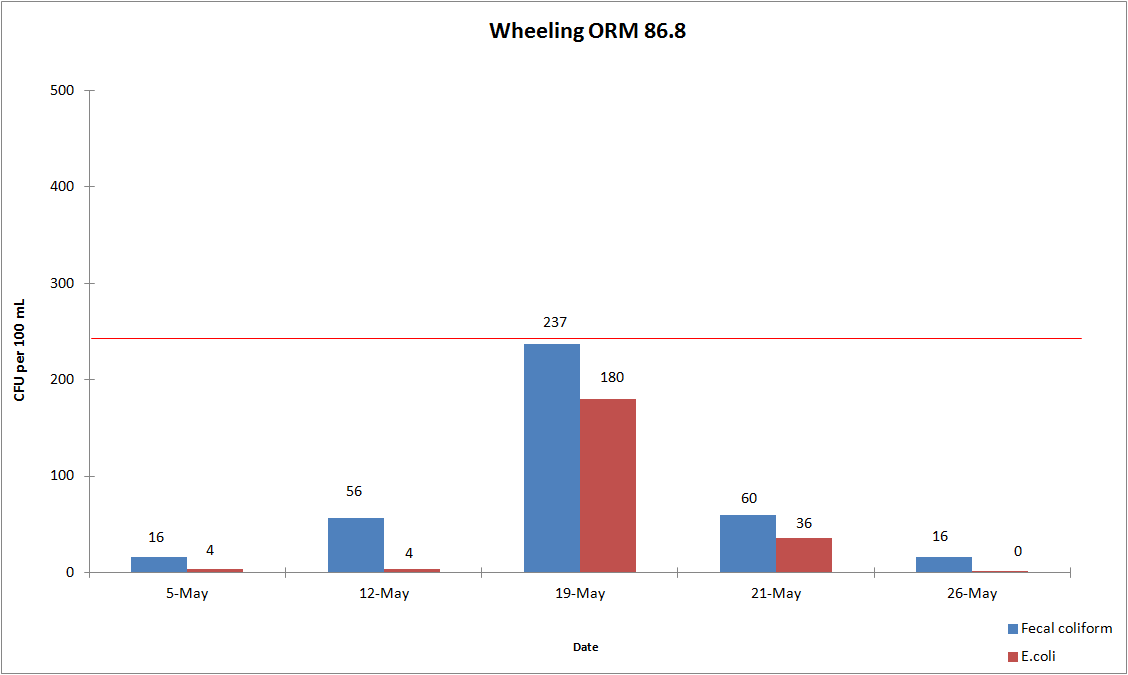 Wheeling ORM 86.8
500
400
300
200
100
0
CFU per 100 mL
16
4
56
4
237
180
60
36
16
0
5-May
12-May
19-May
21-May
26-May
Date
Fecal coliform
E.coli